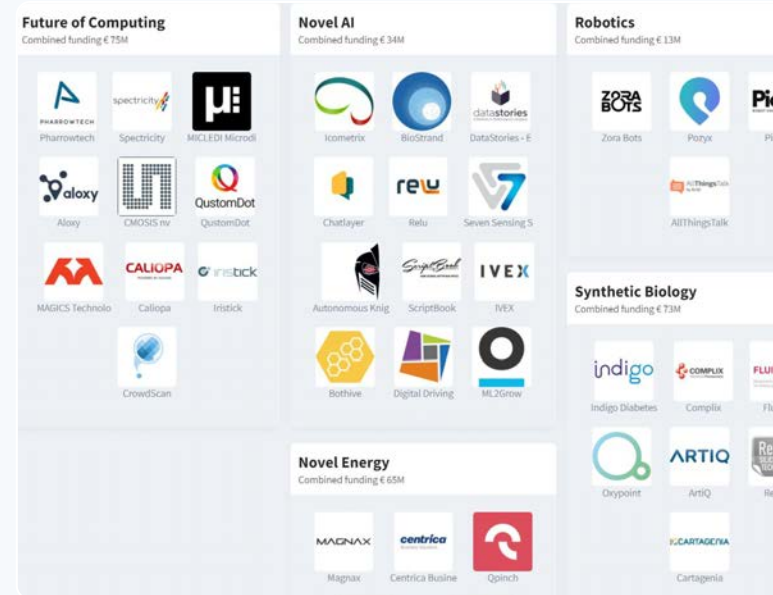 Future of Computing
Combined funding € 75M
PHARROWTECH
spectricity
Pharrowtech
Spectricity
MICLEDI Microdi
aloxy
QustomDot
Aloxy
CMOSIS nv
QustomDot
CALIOPA
iristick
MAGICS Technolo
Caliopa
Iristick
CrowdScan
Novel AI
Combined funding € 34M
datastories
Icometrix
BioStrand
DataStories - E
relu
Chatlayer
Relu
Seven Sensing S
ScriptBook
IVEX
Autonomous Knig
ScriptBook
IVEX
Bothive
Digital Driving
ML2Grow
Novel Energy
Combined funding € 65M
MAGNAX
centrica
Magnax
Centrica Busine
Qpinch
Robotics
Combined funding € 13M
ZORA
BOTS
Pic
Zora Bots
Pozyx
Pi
AllThingsTalk
AllThingsTalk
Synthetic Biology
Combined funding € 73M
indigo
COMPLIX
FLUI
Indigo Diabetes
Complix
Flu
ARTIQ
Re
Oxypoint
ArtiQ
Re
CARTAGENIA
Cartagenia